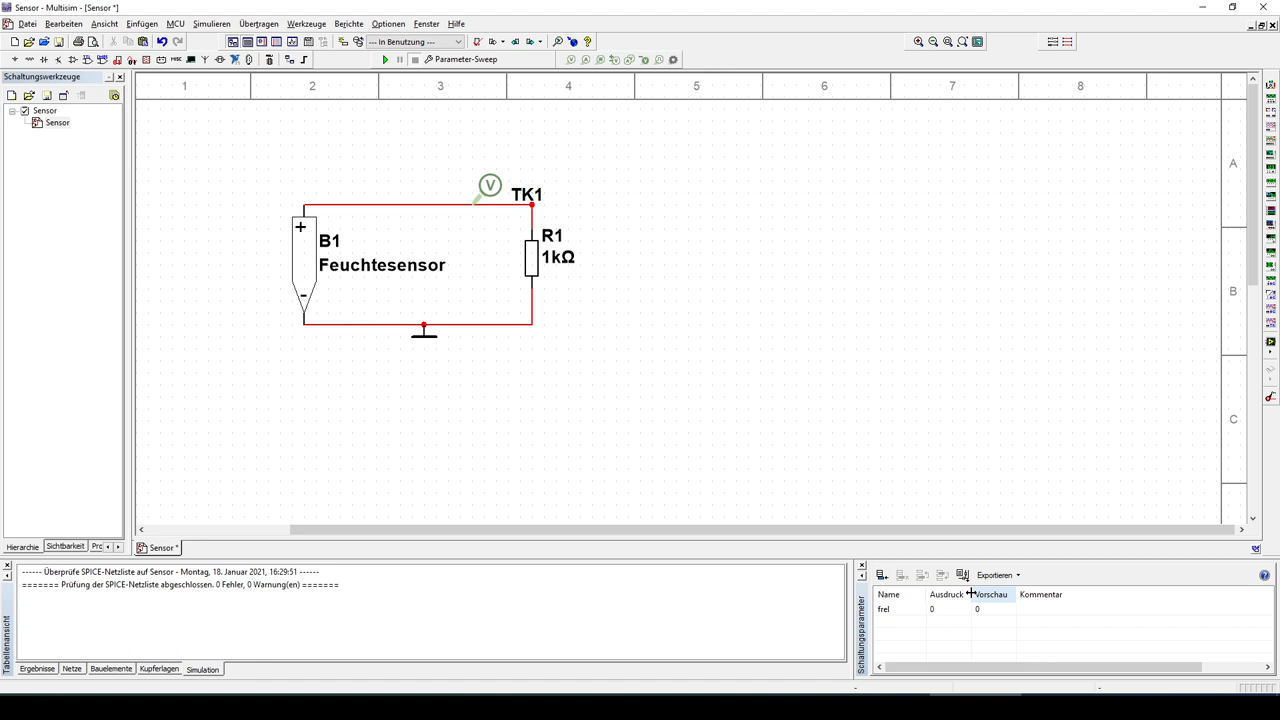 Sensor - Multisim - [Sensor *]
Datei Bearbeiten Ansicht Einfügen MCU Simulieren Übertragen Werkzeuge Berichte Optionen Fenster Hilfe
--- In Benutzung ---
Parameter-Sweep
Schaltungswerkzeuge
Sensor
Sensor
1 2 3 4 5 6 7 8
A
B
C
V
TK1
+
B1
Feuchtesensor
-
R1
1kΩ
Hierarchie Sichtbarkeit Prc
Sensor *
------ Überprüfe SPICE-Netzliste auf Sensor - Montag, 18. Januar 2021, 16:29:51 ------
======= Prüfung der SPICE-Netzliste abgeschlossen. 0 Fehler, 0 Warnung(en) =======
Tabellenansicht
Ergebnisse Netze Bauelemente Kupferlagen Simulation
Schaltungsparameter
Exportieren
Name Ausdruck Vorschau Kommentar
frel 0 0